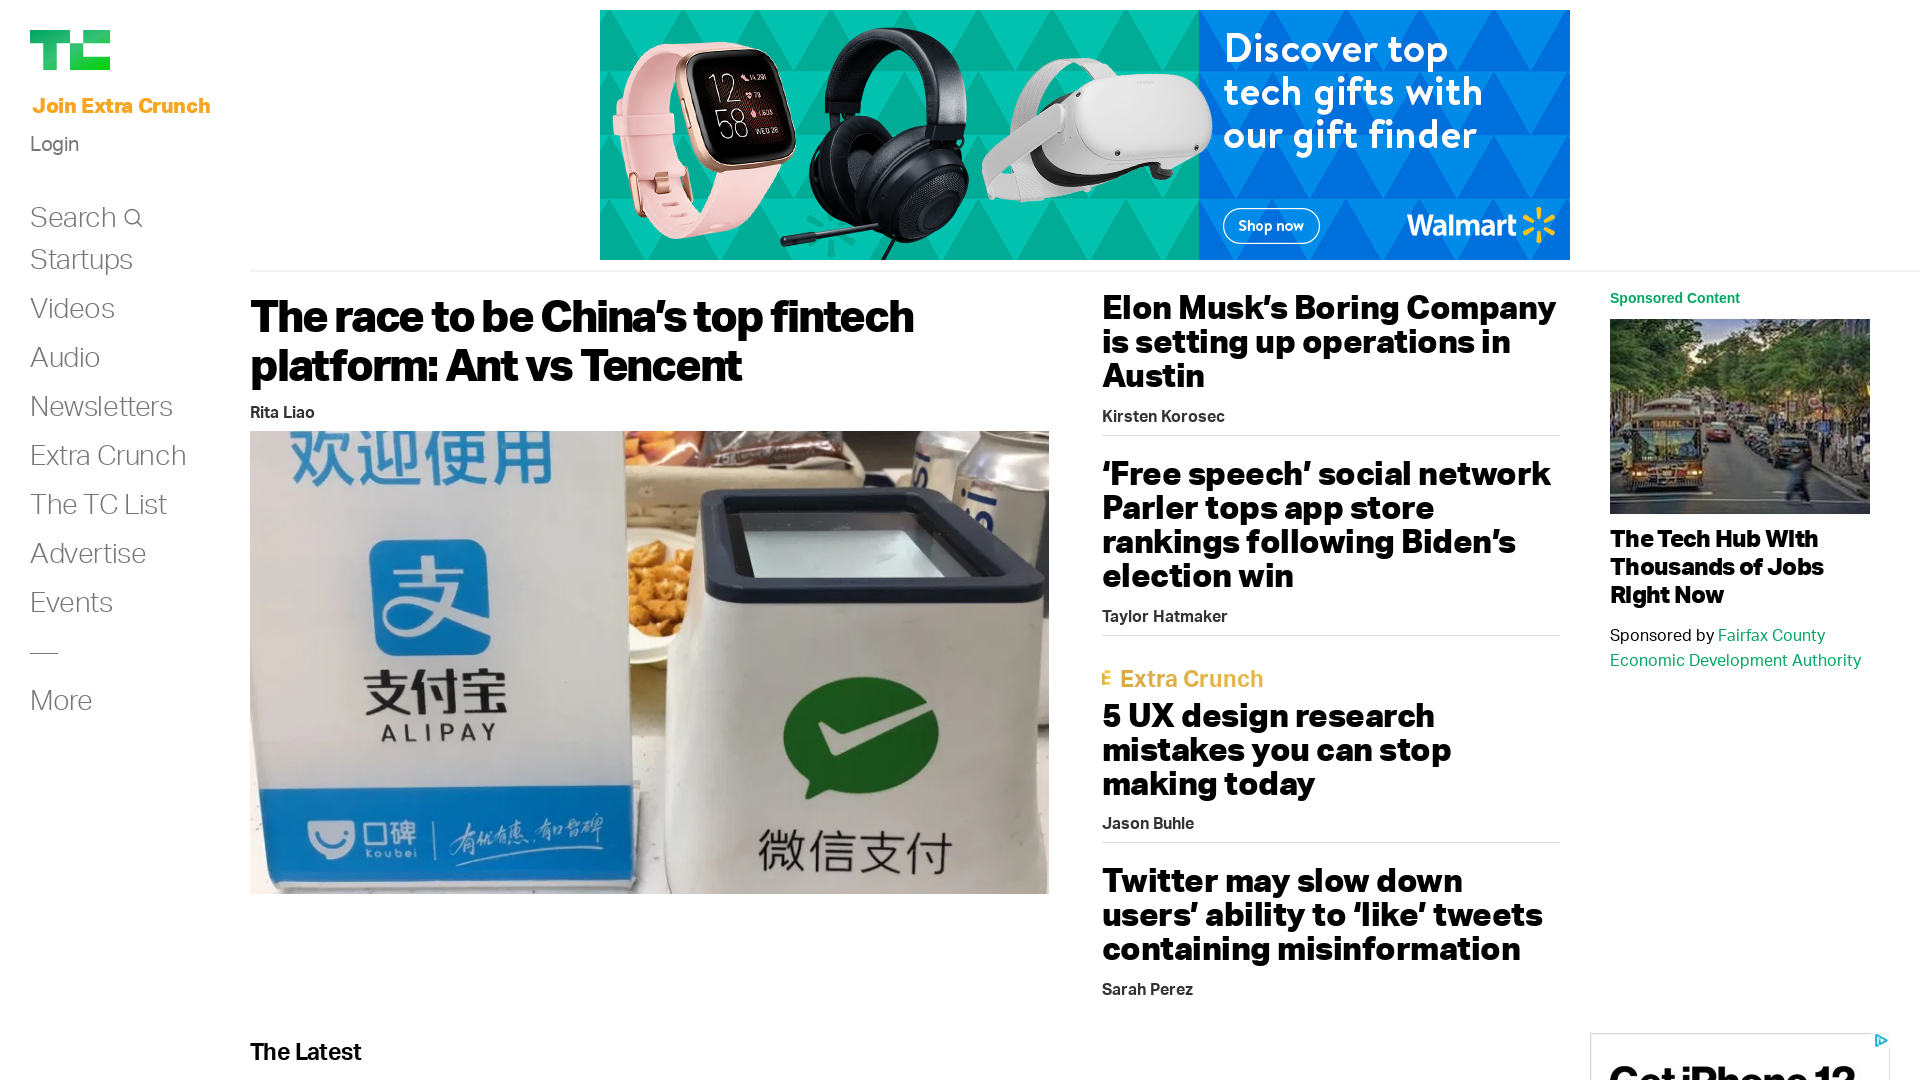 TC
Join Extra Crunch
Login
Search
Startups
Videos
Audio
Newsletters
Extra Crunch
The TC List
Advertise
Events
More
Discover top
tech gifts with
our gift finder
Shop now
Walmart
The race to be China’s top fintech
platform: Ant vs Tencent
Rita Liao
欢迎使用
支付宝
ALIPAY
口碑
Koubei
微信支付
Elon Musk’s Boring Company
is setting up operations in
Austin
Kirsten Korosec
‘Free speech’ social network
Parler tops app store
rankings following Biden’s
election win
Taylor Hatmaker
Extra Crunch
5 UX design research
mistakes you can stop
making today
Jason Buhle
Twitter may slow down
users’ ability to ‘like’ tweets
containing misinformation
Sarah Perez
Sponsored Content
The Tech Hub WIth
Thousands of Jobs
RIght Now
Sponsored by Fairfax County
Economic Development Authority
The Latest
Get iPhone 12